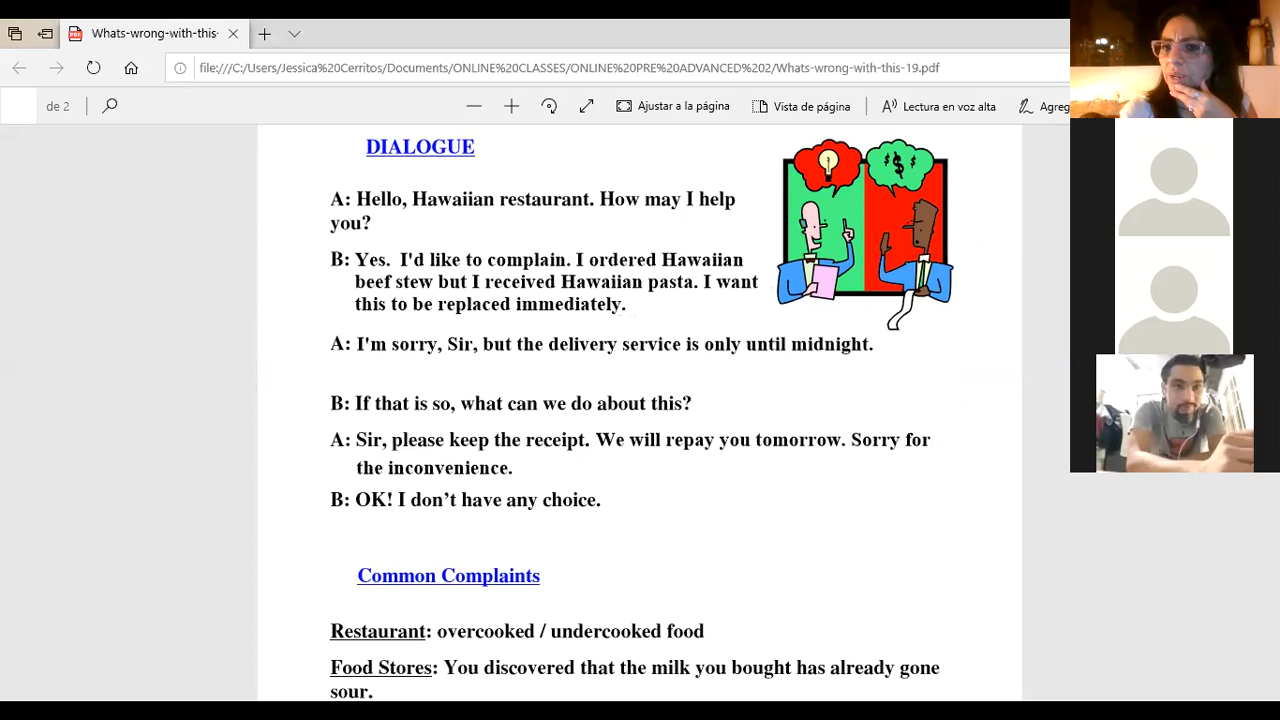 Whats-wrong-with-this-
file:///C:/Users/Jessica%20Cerritos/Documents/ONLINE%20CLASSES/ONLINE%20PRE%20ADVANCED%202/Whats-wrong-with-this-19.pdf
de 2
Ajustar a la página
Vista de página
Lectura en voz alta
Agreg
DIALOGUE
A: Hello, Hawaiian restaurant. How may I help
you?
B: Yes. I'd like to complain. I ordered Hawaiian
beef stew but I received Hawaiian pasta. I want
this to be replaced immediately.
A: I'm sorry, Sir, but the delivery service is only until midnight.
B: If that is so, what can we do about this?
A: Sir, please keep the receipt. We will repay you tomorrow. Sorry for
the inconvenience.
B: OK! I don’t have any choice.
Common Complaints
Restaurant: overcooked / undercooked food
Food Stores: You discovered that the milk you bought has already gone
sour.